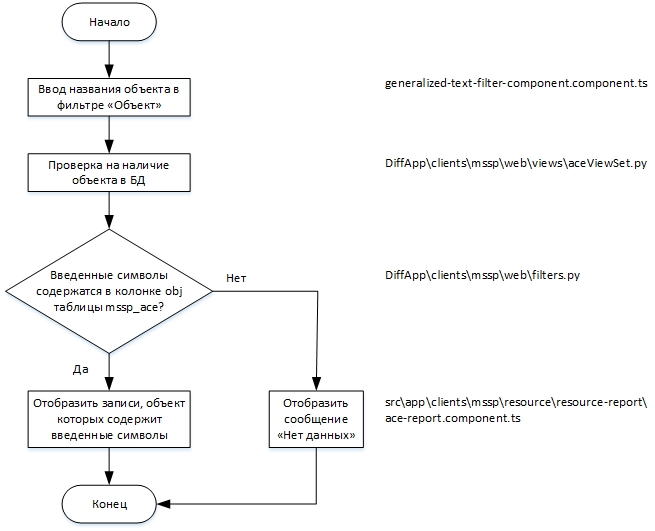 Начало
Ввод названия объекта в
фильтре «Объект»
generalized-text-filter-component.component.ts
Проверка на наличие
объекта в БД
DiffApp\clients\mssp\web\views\aceViewSet.py
Введенные символы
содержатся в колонке obj
таблицы mssp_ace?
Нет
DiffApp\clients\mssp\web\filters.py
Да
Отобразить записи, объект
которых содержит
введенные символы
Отобразить
сообщение
«Нет данных»
src\app\clients\mssp\resource\resource-report\
ace-report.component.ts
Конец